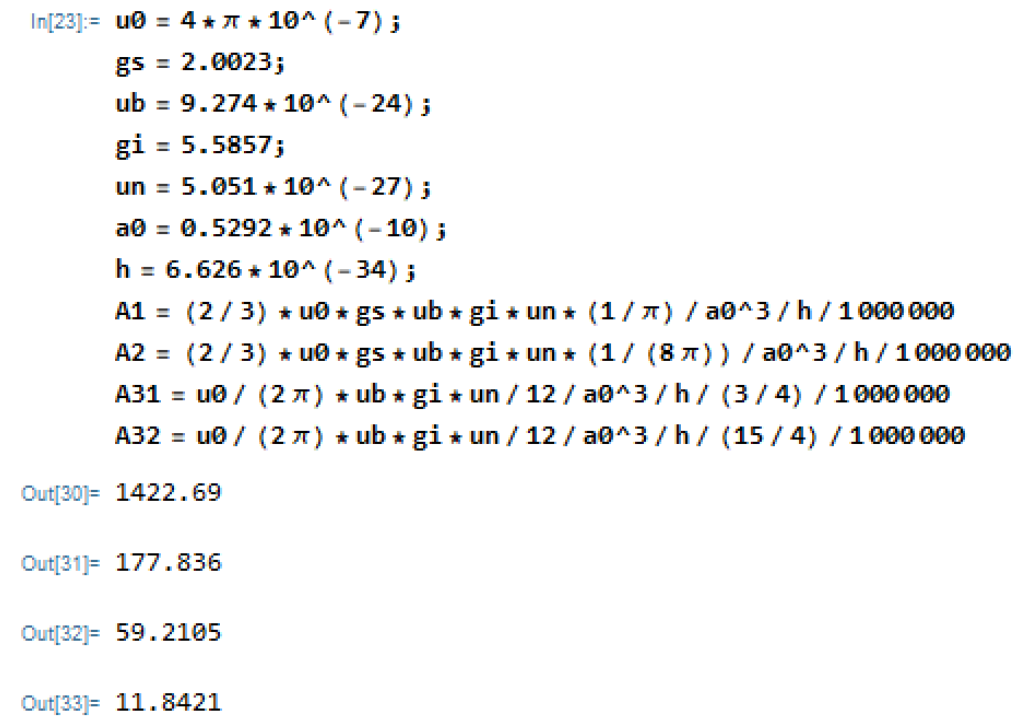 In[23]:= u0 = 4 * π * 10^ (-7) ;
gs = 2.0023;
ub = 9.274 * 10^ (-24) ;
gi = 5.5857;
un = 5.051 * 10^ (-27) ;
a0 = 0.5292 * 10^ (-10) ;
h = 6.626 * 10^ (-34) ;
A1 = (2 / 3) * u0 * gs * ub * gi * un * (1 / π) / a0^3 / h / 1000000
A2 = (2 / 3) * u0 * gs * ub * gi * un * (1 / (8 π)) / a0^3 / h / 1000000
A31 = u0 / (2 π) * ub * gi * un / 12 / a0^3 / h / (3 / 4) / 1000000
A32 = u0 / (2 π) * ub * gi * un / 12 / a0^3 / h / (15 / 4) / 1000000
Out[30]= 1422.69
Out[31]= 177.836
Out[32]= 59.2105
Out[33]= 11.8421